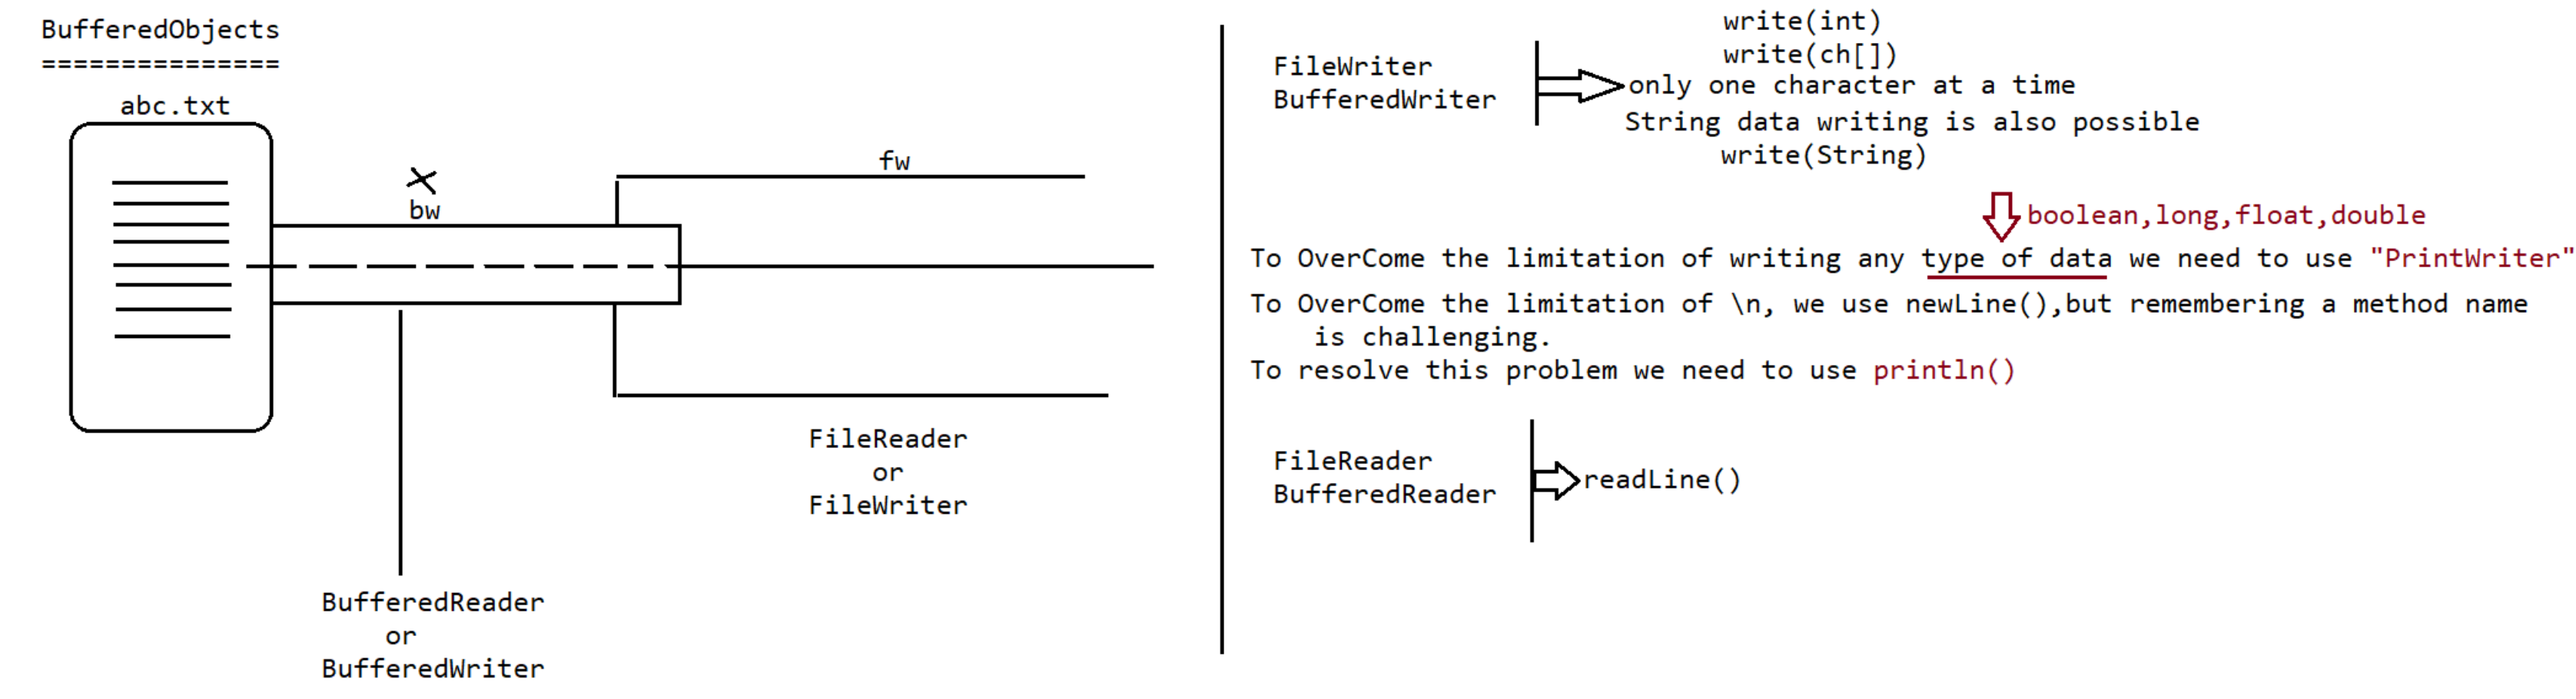 BufferedObjects
===============
abc.txt
bw
fw
FileReader
or
FileWriter
BufferedReader
or
BufferedWriter
FileWriter
BufferedWriter
write(int)
write(ch[])
only one character at a time
String data writing is also possible
write(String)
boolean,long,float,double
To OverCome the limitation of writing any type of data we need to use "PrintWriter"
To OverCome the limitation of \n, we use newLine(),but remembering a method name
is challenging.
To resolve this problem we need to use println()
FileReader
BufferedReader
readLine()